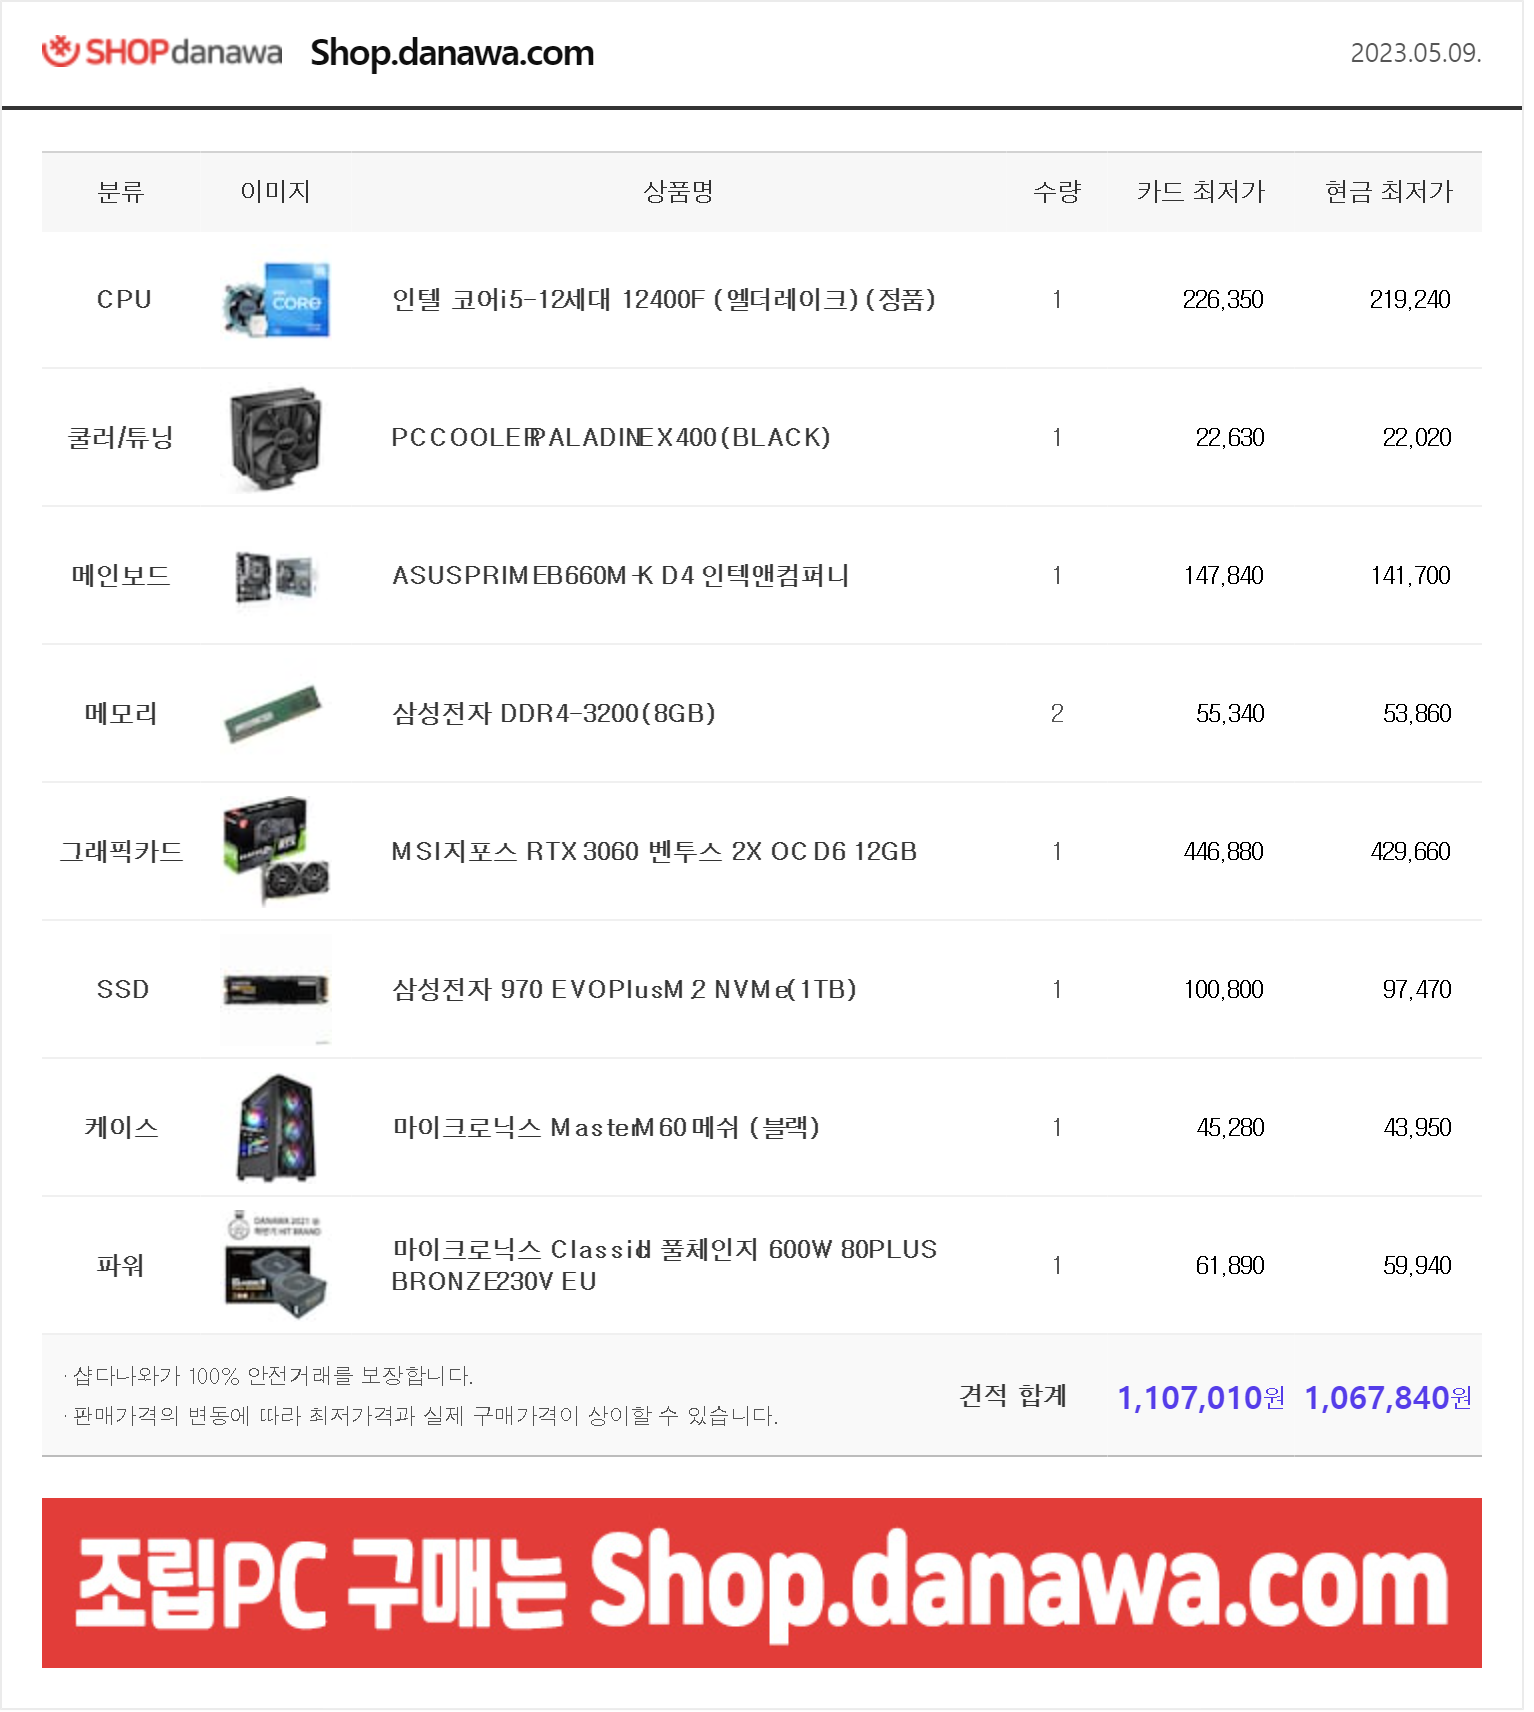 SHOPdanawa Shop.danawa.com 2023.05.09.
분류 이미지 상품명 수량 카드 최저가 현금 최저가
CPU 인텔 코어i5-12세대 12400F (엘더레이크) (정품) 1 226,350 219,240
CORE
쿨러/튜닝 PCCOOLER PALADIN EX400 (BLACK) 1 22,630 22,020
메인보드 ASUS PRIME B660M-K D4 인텍앤컴퍼니 1 147,840 141,700
메모리 삼성전자 DDR4-3200 (8GB) 2 55,340 53,860
그래픽카드 MSI 지포스 RTX 3060 벤투스 2X OC D6 12GB 1 446,880 429,660
SSD 삼성전자 970 EVO Plus M.2 NVMe (1TB) 1 100,800 97,470
케이스 마이크로닉스 Master M60 메쉬 (블랙) 1 45,280 43,950
DANAWA 2021
하반기 HIT BRAND
파워 마이크로닉스 Classic II 풀체인지 600W 80PLUS 1 61,890 59,940
BRONZE 230V EU
· 샵다나와가 100% 안전거래를 보장합니다.
견적 합계 1,107,010원 1,067,840원
· 판매가격의 변동에 따라 최저가격과 실제 구매가격이 상이할 수 있습니다.
조립PC 구매는 Shop.danawa.com